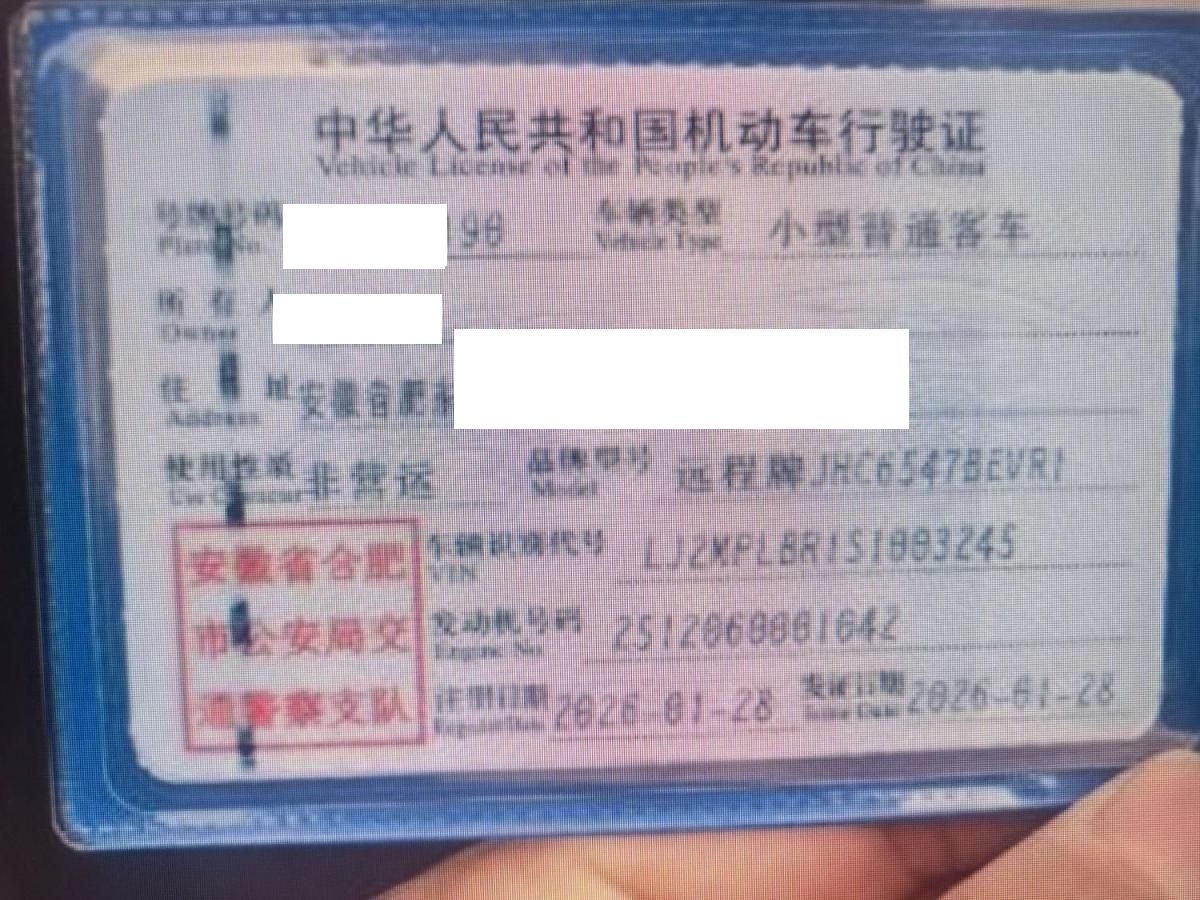 中华人民共和国机动车行驶证
Vehicle License of the People's Republic of China
号牌号码 198 车辆类型 小型普通客车
Plate No. Vehicle Type
所有人
Owner
住址 安徽省肥
Address
使用性质 非营运 品牌型号 远程牌JHC6547BEVR1
Use Character Model
车辆识别代号 LJ2MPLBR1S1003245
VIN
发动机号码 2512060001042
Engine No.
注册日期 2026-01-28 发证日期 2026-01-28
Register Date Issue Date
安徽省合肥
市公安局交
通警察支队